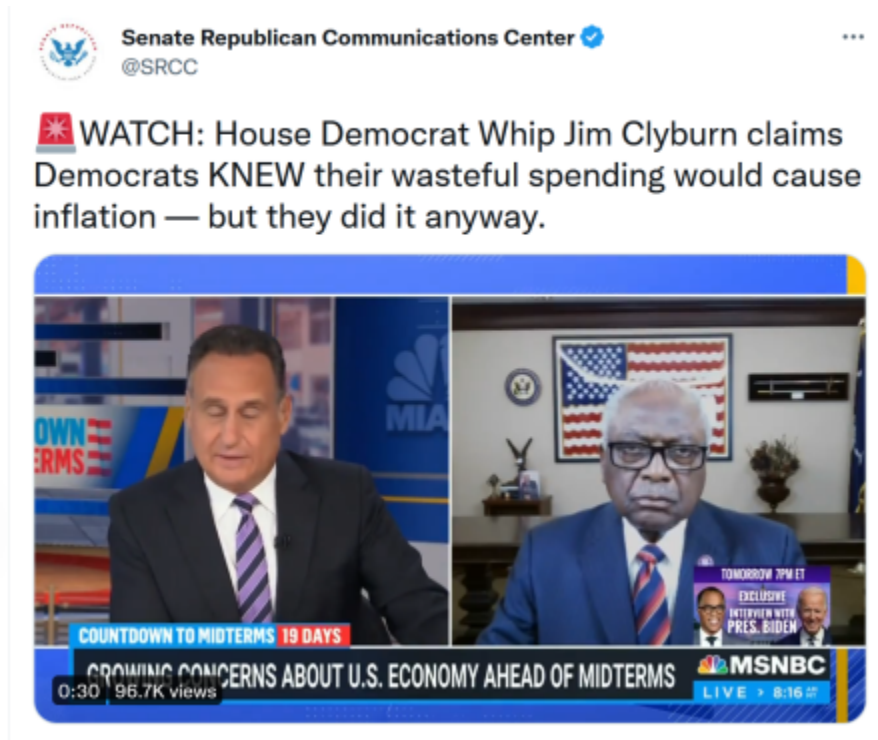 Senate Republican Communications Center
@SRCC
WATCH: House Democrat Whip Jim Clyburn claims
Democrats KNEW their wasteful spending would cause
inflation — but they did it anyway.
OWN
ERMS
MIA
TOMORROW 7PM ET
EXCLUSIVE
INTERVIEW WITH
PRES. BIDEN
COUNTDOWN TO MIDTERMS 19 DAYS
GROWING CONCERNS ABOUT U.S. ECONOMY AHEAD OF MIDTERMS
MSNBC
0:30 96.7K views
LIVE > 8:16